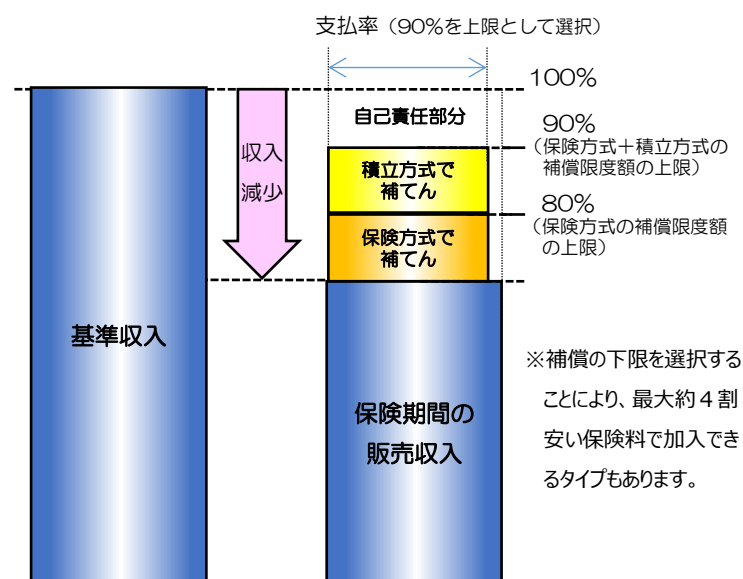 支払率（90%を上限として選択）
100%
自己責任部分
90%
（保険方式＋積立方式の
補償限度額の上限）
収入
減少
積立方式で
補てん
80%
（保険方式の補償限度額
の上限）
保険方式で
補てん
基準収入
保険期間の
販売収入
※補償の下限を選択する
ことにより、最大約４割
安い保険料で加入でき
るタイプもあります。